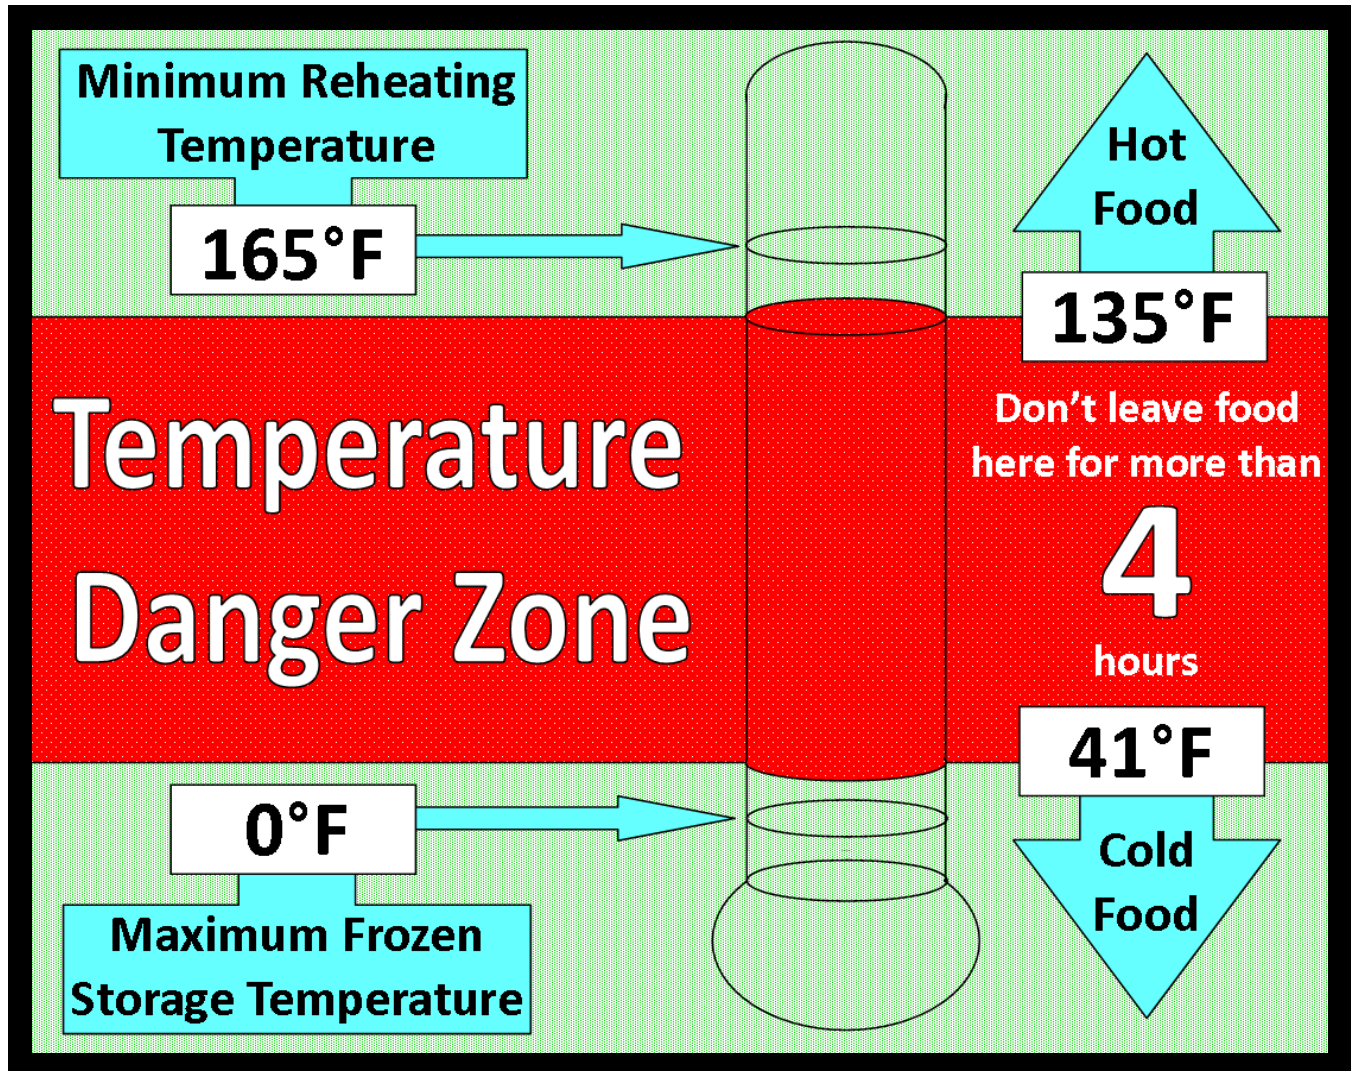 Minimum Reheating
Temperature
165°F
Hot
Food
135°F
Temperature
Danger Zone
Don't leave food
here for more than
4
hours
41°F
Cold
Food
0°F
Maximum Frozen
Storage Temperature